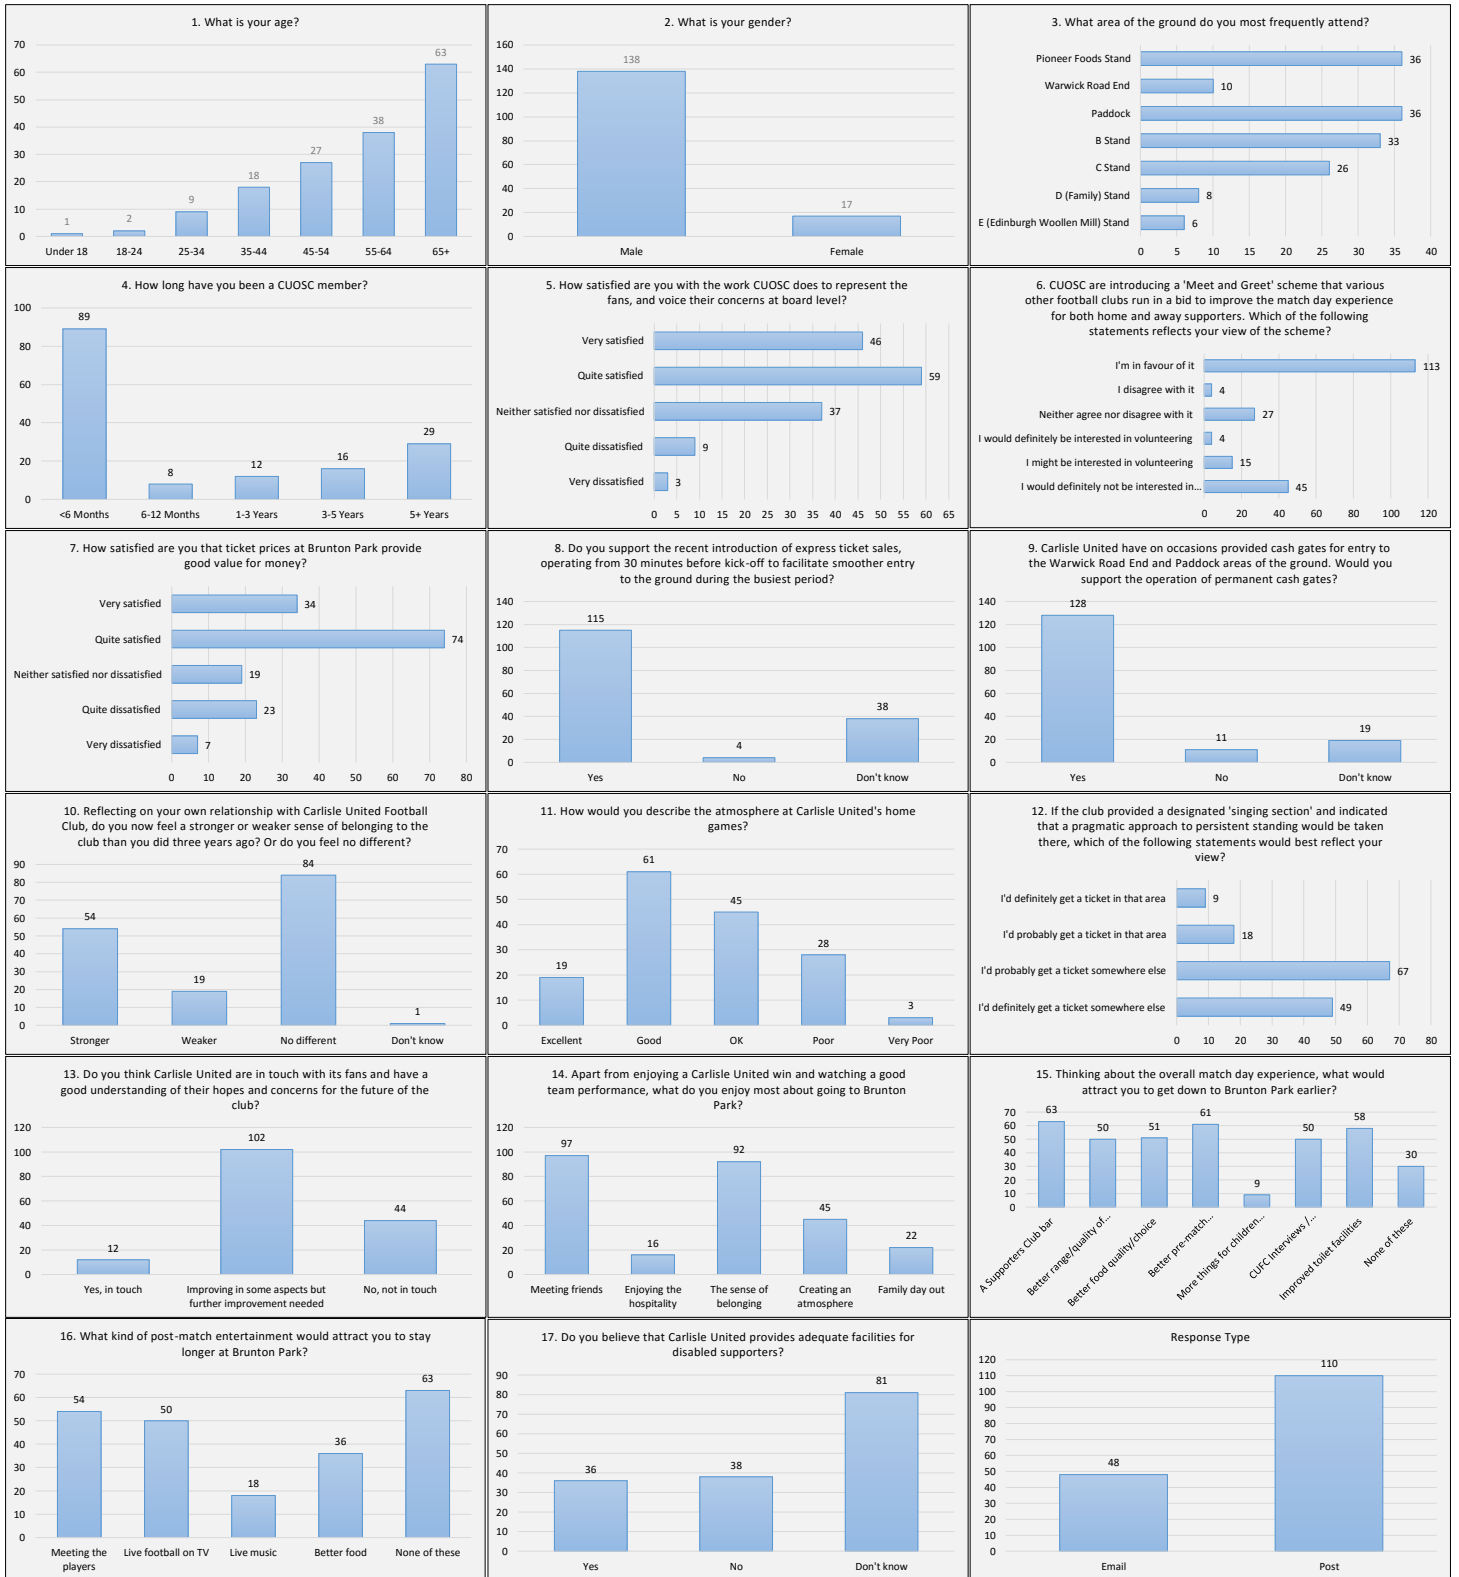 1. What is your age?
70
60
50
40
30
20
10
0
1
2
9
18
27
38
63
Under 18
18-24
25-34
35-44
45-54
55-64
65+
2. What is your gender?
160
140
120
100
80
60
40
20
0
138
17
Male
Female
3. What area of the ground do you most frequently attend?
Pioneer Foods Stand
36
Warwick Road End
10
Paddock
36
B Stand
33
C Stand
26
D (Family) Stand
8
E (Edinburgh Woollen Mill) Stand
6
0 5 10 15 20 25 30 35 40
4. How long have you been a CUOSC member?
100
80
60
40
20
0
89
8
12
16
29
<6 Months
6-12 Months
1-3 Years
3-5 Years
5+ Years
5. How satisfied are you with the work CUOSC does to represent the
fans, and voice their concerns at board level?
Very satisfied
46
Quite satisfied
59
Neither satisfied nor dissatisfied
37
Quite dissatisfied
9
Very dissatisfied
3
0 5 10 15 20 25 30 35 40 45 50 55 60 65
6. CUOSC are introducing a 'Meet and Greet' scheme that various
other football clubs run in a bid to improve the match day experience
for both home and away supporters. Which of the following
statements reflects your view of the scheme?
I'm in favour of it
113
I disagree with it
4
Neither agree nor disagree with it
27
I would definitely be interested in volunteering
4
I might be interested in volunteering
15
I would definitely not be interested in...
45
0 20 40 60 80 100 120
7. How satisfied are you that ticket prices at Brunton Park provide
good value for money?
Very satisfied
34
Quite satisfied
74
Neither satisfied nor dissatisfied
19
Quite dissatisfied
23
Very dissatisfied
7
0 10 20 30 40 50 60 70 80
8. Do you support the recent introduction of express ticket sales,
operating from 30 minutes before kick-off to facilitate smoother entry
to the ground during the busiest period?
140
120
100
80
60
40
20
0
115
4
38
Yes
No
Don't know
9. Carlisle United have on occasions provided cash gates for entry to
the Warwick Road End and Paddock areas of the ground. Would you
support the operation of permanent cash gates?
140
120
100
80
60
40
20
0
128
11
19
Yes
No
Don't know
10. Reflecting on your own relationship with Carlisle United Football
Club, do you now feel a stronger or weaker sense of belonging to the
club than you did three years ago? Or do you feel no different?
90
80
70
60
50
40
30
20
10
0
54
19
84
1
Stronger
Weaker
No different
Don't know
11. How would you describe the atmosphere at Carlisle United's home
games?
70
60
50
40
30
20
10
0
19
61
45
28
3
Excellent
Good
OK
Poor
Very Poor
12. If the club provided a designated 'singing section' and indicated
that a pragmatic approach to persistent standing would be taken
there, which of the following statements would best reflect your
view?
I'd definitely get a ticket in that area
9
I'd probably get a ticket in that area
18
I'd probably get a ticket somewhere else
67
I'd definitely get a ticket somewhere else
49
0 10 20 30 40 50 60 70 80
13. Do you think Carlisle United are in touch with its fans and have a
good understanding of their hopes and concerns for the future of the
club?
120
100
80
60
40
20
0
12
102
44
Yes, in touch
Improving in some aspects but
further improvement needed
No, not in touch
14. Apart from enjoying a Carlisle United win and watching a good
team performance, what do you enjoy most about going to Brunton
Park?
120
100
80
60
40
20
0
97
16
92
45
22
Meeting friends
Enjoying the
hospitality
The sense of
belonging
Creating an
atmosphere
Family day out
15. Thinking about the overall match day experience, what would
attract you to get down to Brunton Park earlier?
70
60
50
40
30
20
10
0
63
50
51
61
9
50
58
30
A Supporters Club bar
Better range/quality of...
Better food quality/choice
Better pre-match...
More things for children...
CUFC Interviews /...
Improved toilet facilities
None of these
16. What kind of post-match entertainment would attract you to stay
longer at Brunton Park?
70
60
50
40
30
20
10
0
54
50
18
36
63
Meeting the
players
Live football on TV
Live music
Better food
None of these
17. Do you believe that Carlisle United provides adequate facilities for
disabled supporters?
90
80
70
60
50
40
30
20
10
0
36
38
81
Yes
No
Don't know
Response Type
120
110
100
90
80
70
60
50
40
30
20
10
0
48
110
Email
Post